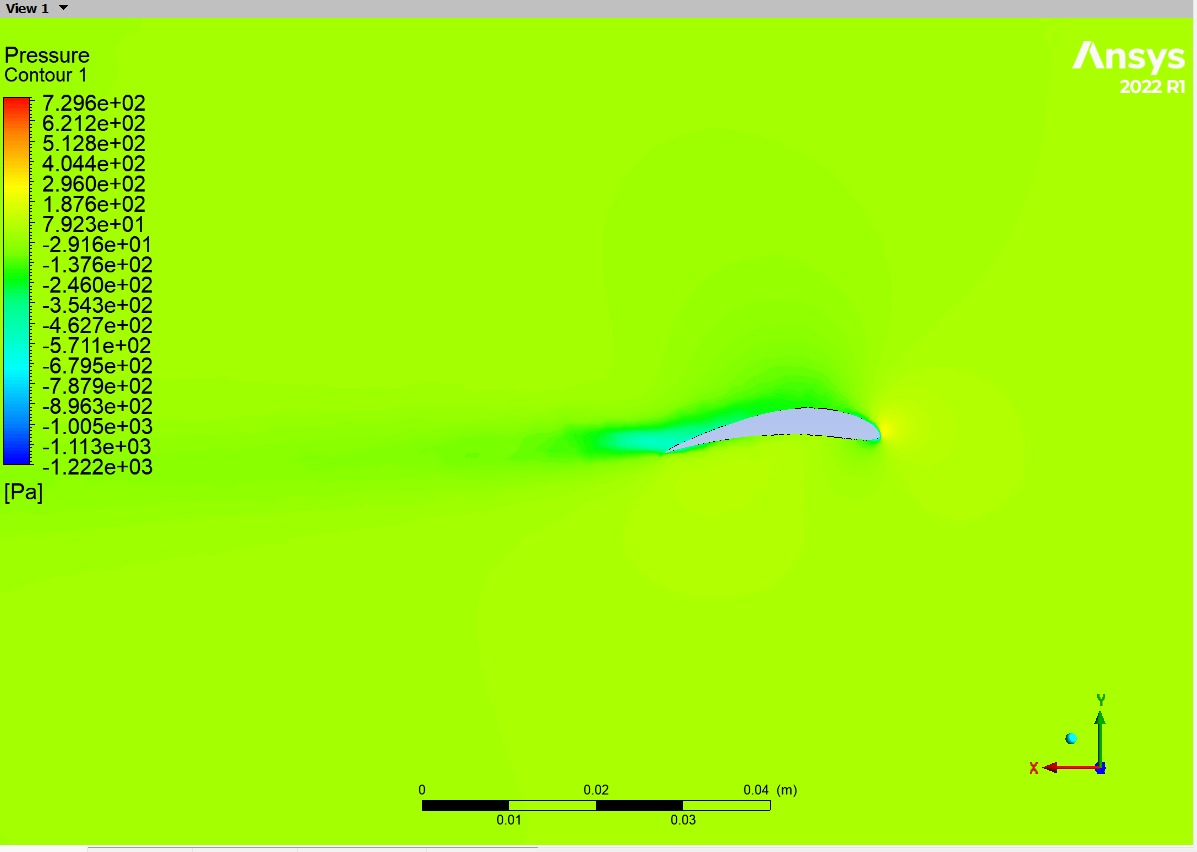 View 1
Pressure
Contour 1
7.296e+02
6.212e+02
5.128e+02
4.044e+02
2.960e+02
1.876e+02
7.923e+01
-2.916e+01
-1.376e+02
-2.460e+02
-3.543e+02
-4.627e+02
-5.711e+02
-6.795e+02
-7.879e+02
-8.963e+02
-1.005e+03
-1.113e+03
-1.222e+03
[Pa]
Ansys
2022 R1
Y
X
0 0.02 0.04 (m)
0.01 0.03